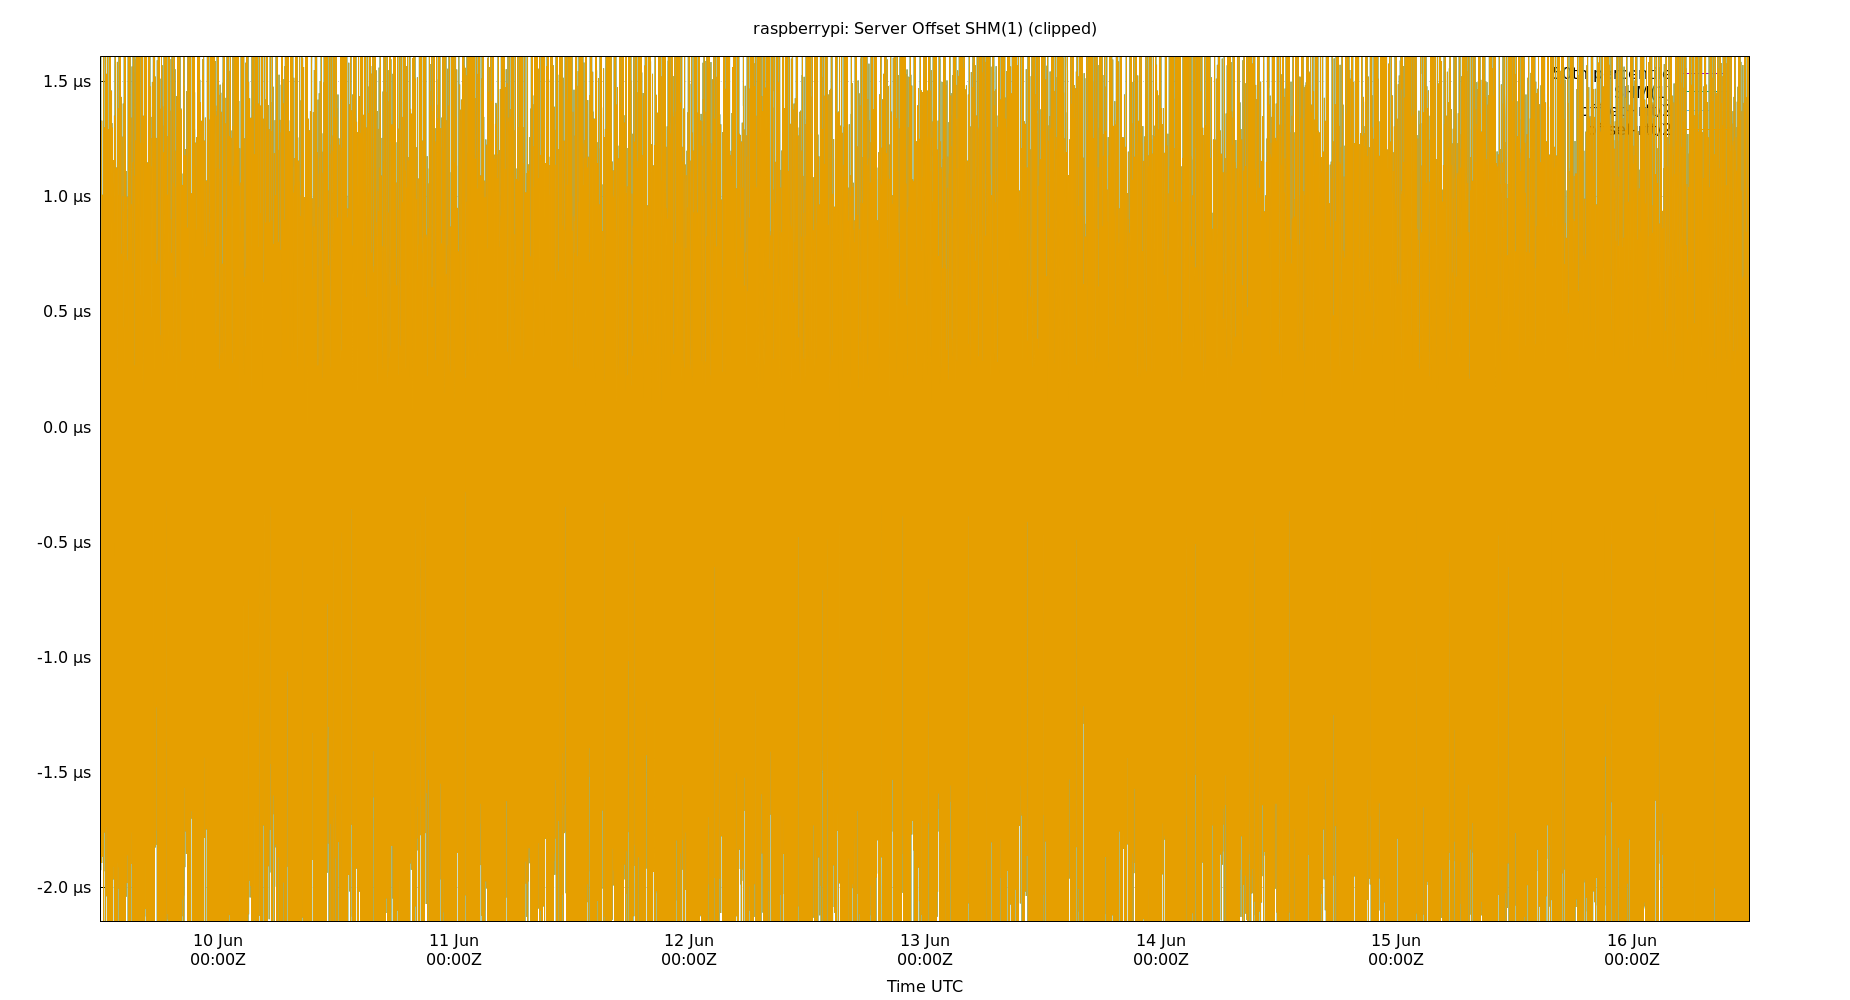 raspberrypi: Server Offset SHM(1) (clipped)
1.5 µs
1.0 µs
0.5 µs
0.0 µs
-0.5 µs
-1.0 µs
-1.5 µs
-2.0 µs
10 Jun 11 Jun 12 Jun 13 Jun 14 Jun 15 Jun 16 Jun
00:00Z 00:00Z 00:00Z 00:00Z 00:00Z 00:00Z 00:00Z
Time UTC